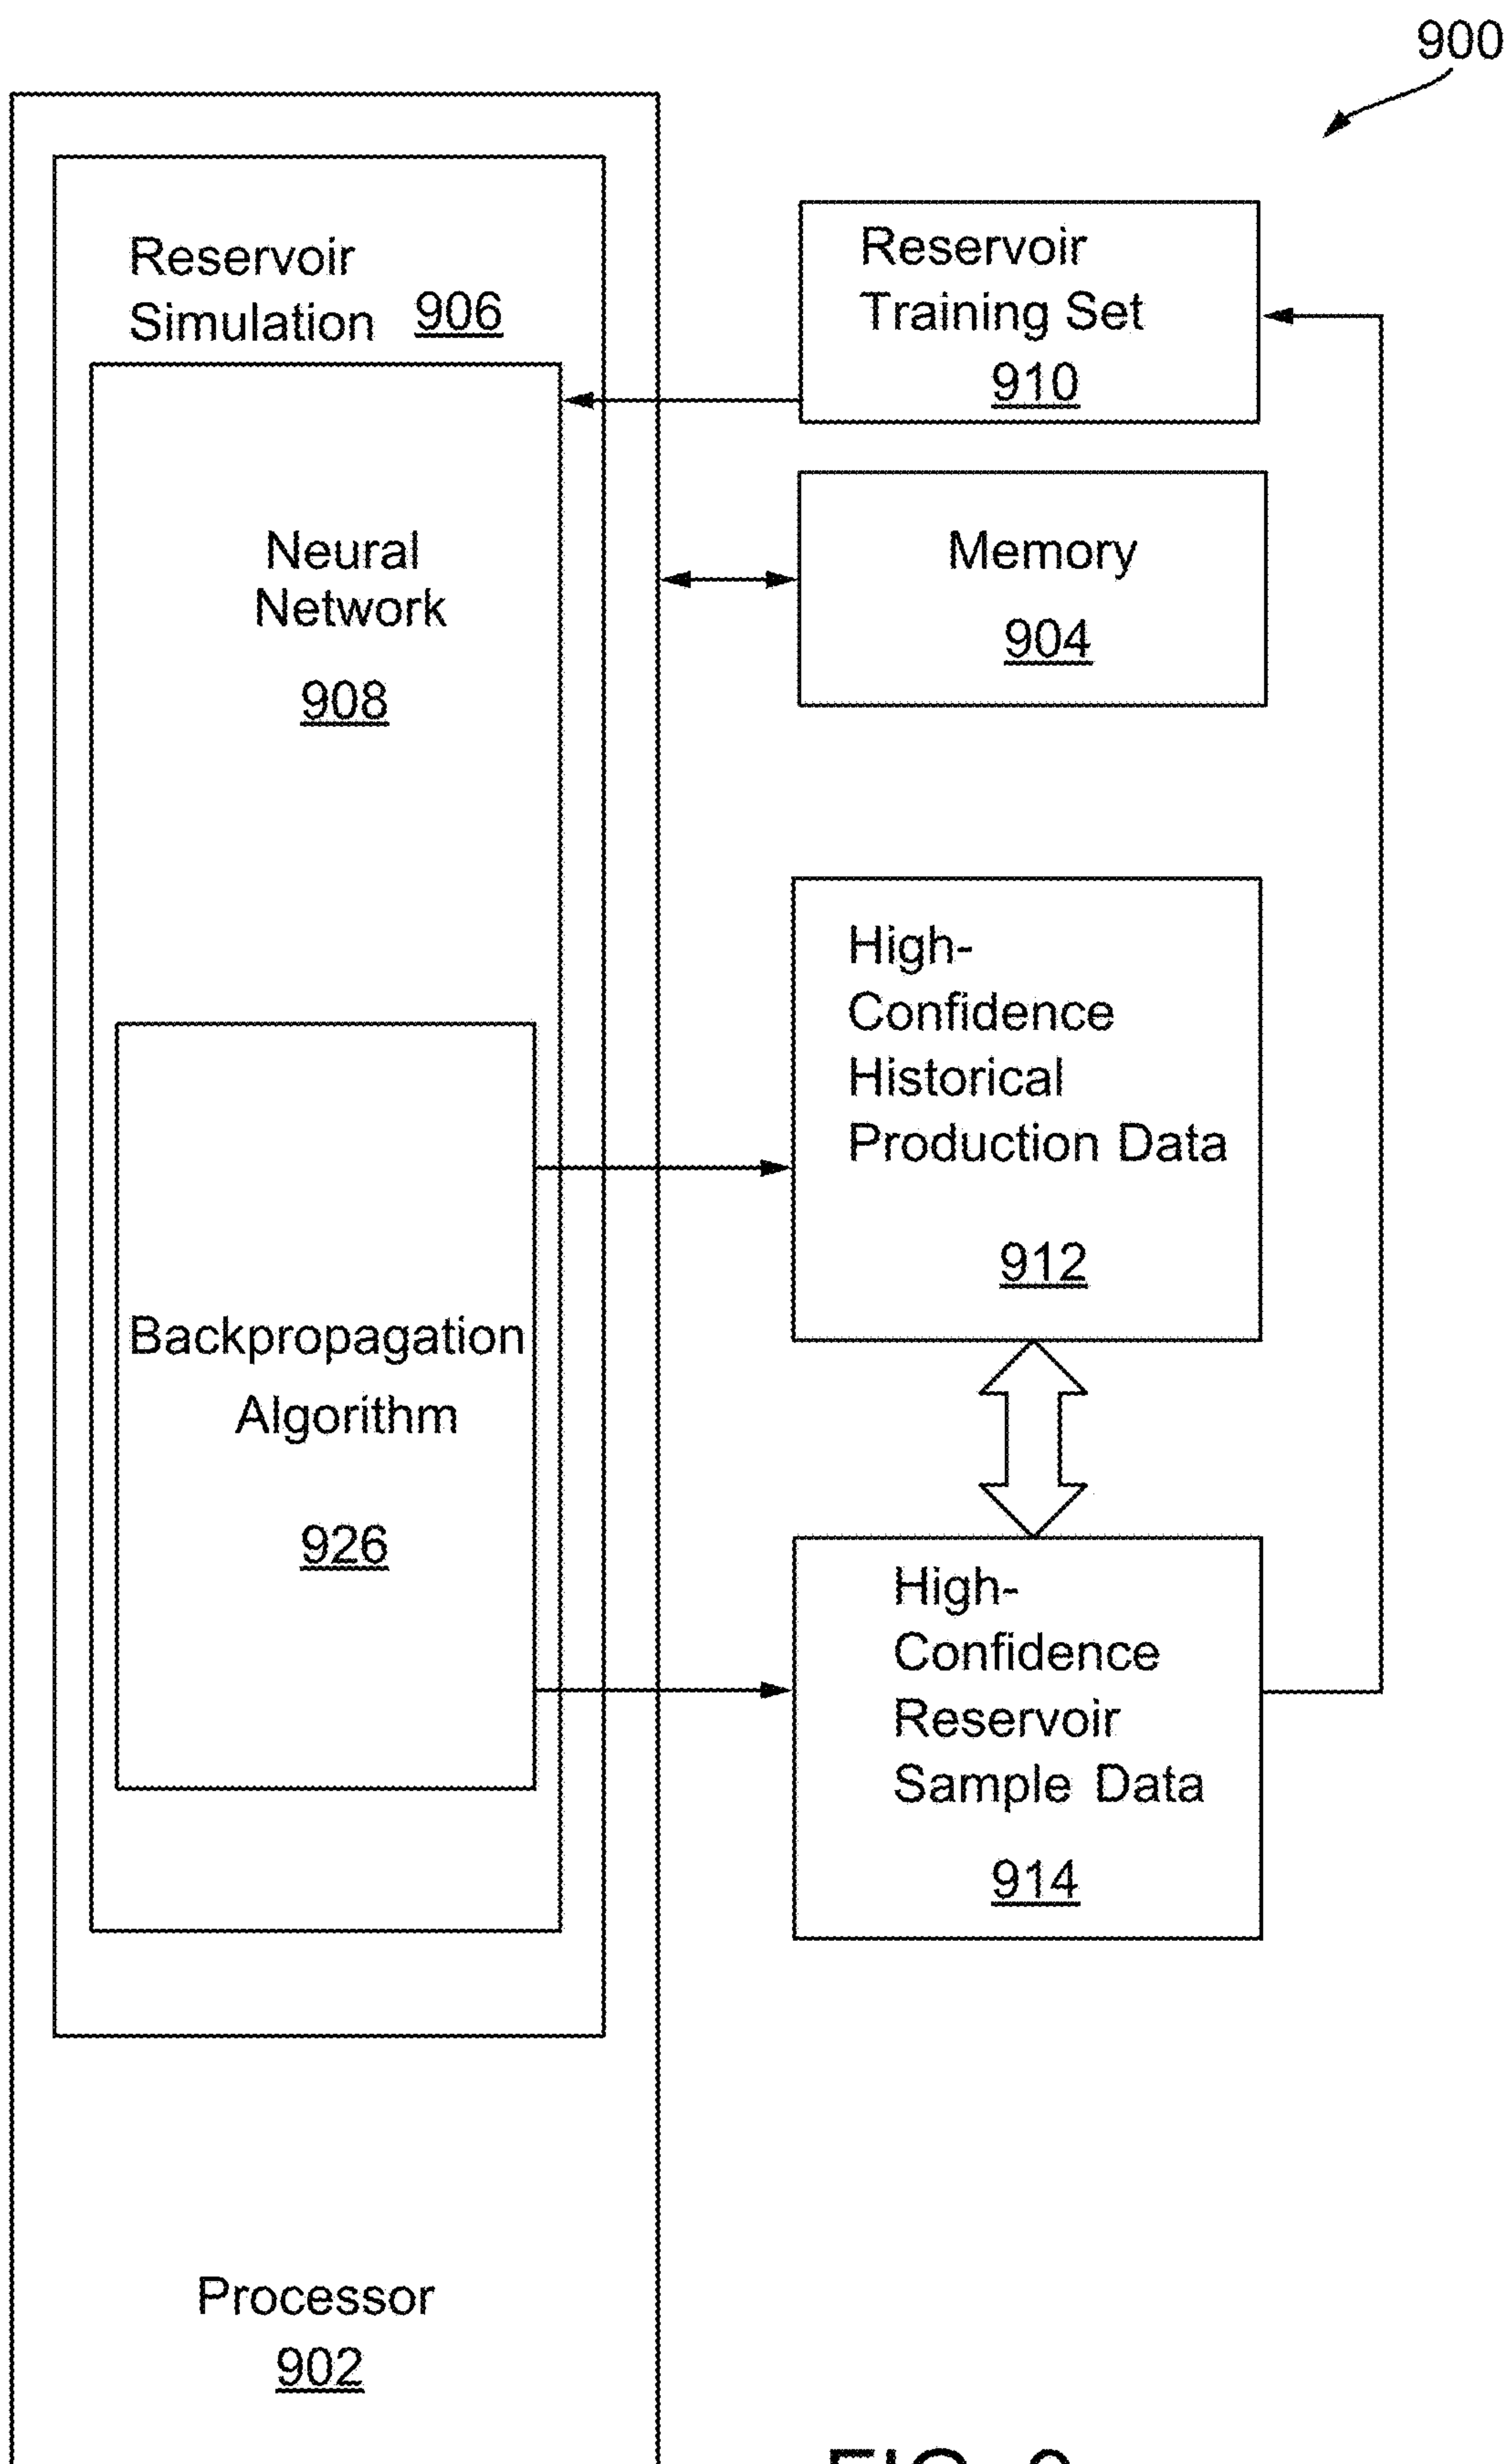 900
Reservoir
Simulation 906
Reservoir
Training Set
910
Neural
Network
908
Memory
904
High-
Confidence
Historical
Production Data
912
Backpropagation
Algorithm
926
High-
Confidence
Reservoir
Sample Data
914
Processor
902